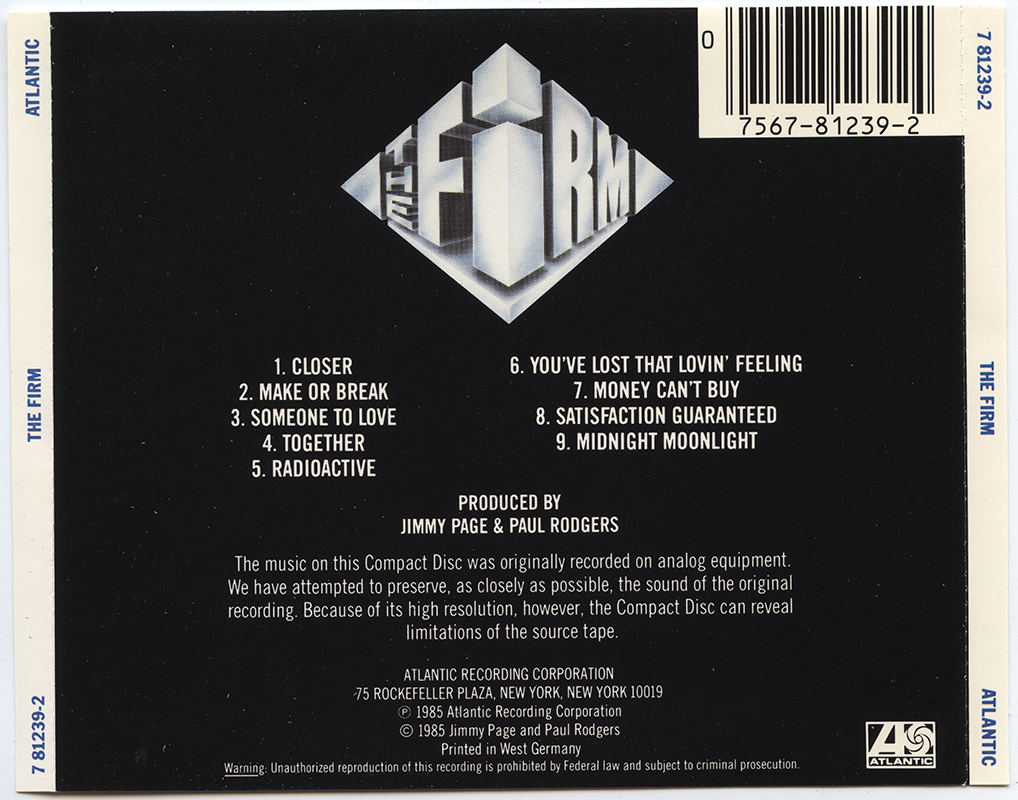 ATLANTIC
THE FIRM
7 81239-2
THE FiRM
0
7567-81239-2
1. CLOSER
2. MAKE OR BREAK
3. SOMEONE TO LOVE
4. TOGETHER
5. RADIOACTIVE
6. YOU'VE LOST THAT LOVIN' FEELING
7. MONEY CAN'T BUY
8. SATISFACTION GUARANTEED
9. MIDNIGHT MOONLIGHT
PRODUCED BY
JIMMY PAGE & PAUL RODGERS
The music on this Compact Disc was originally recorded on analog equipment.
We have attempted to preserve, as closely as possible, the sound of the original
recording. Because of its high resolution, however, the Compact Disc can reveal
limitations of the source tape.
ATLANTIC RECORDING CORPORATION
75 ROCKEFELLER PLAZA, NEW YORK, NEW YORK 10019
℗ 1985 Atlantic Recording Corporation
© 1985 Jimmy Page and Paul Rodgers
Printed in West Germany
Warning: Unauthorized reproduction of this recording is prohibited by Federal law and subject to criminal prosecution.
ATLANTIC
7 81239-2
THE FIRM
ATLANTIC